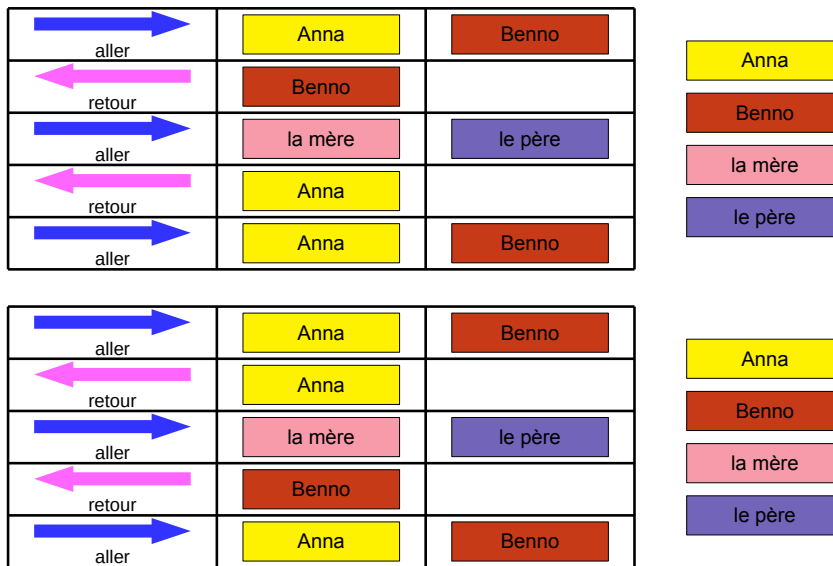 aller Anna Benno
retour Benno
aller la mère le père
retour Anna
aller Anna Benno
Anna
Benno
la mère
le père
aller Anna Benno
retour Anna
aller la mère le père
retour Benno
aller Anna Benno
Anna
Benno
la mère
le père